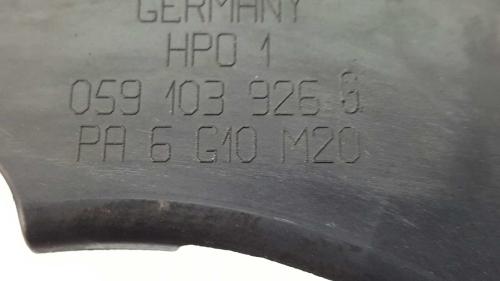 GERMANY
HPO 1
059 103 926 G
PA 6 G10 M20